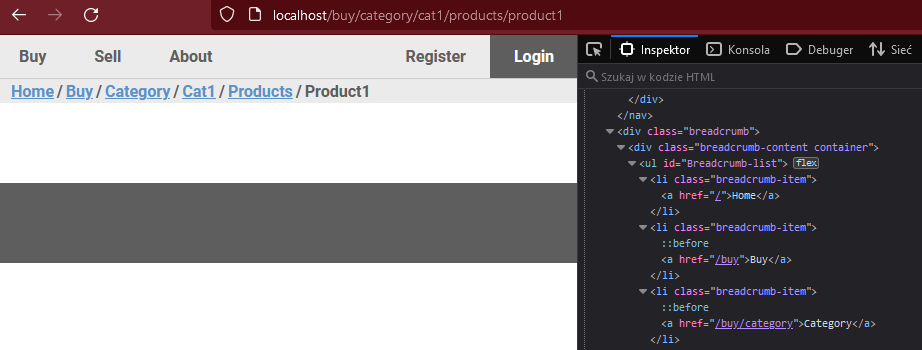 localhost/buy/category/cat1/products/product1
Buy Sell About Register Login
Home / Buy / Category / Cat1 / Products / Product1
Inspektor Konsola Debuger Sieć
Szukaj w kodzie HTML
</div>
</nav>
<div class="breadcrumb">
<div class="breadcrumb-content container">
<ul id="Breadcrumb-list"> flex
<li class="breadcrumb-item">
<a href="/">Home</a>
</li>
<li class="breadcrumb-item">
::before
<a href="/buy">Buy</a>
</li>
<li class="breadcrumb-item">
::before
<a href="/buy/category">Category</a>
</li>